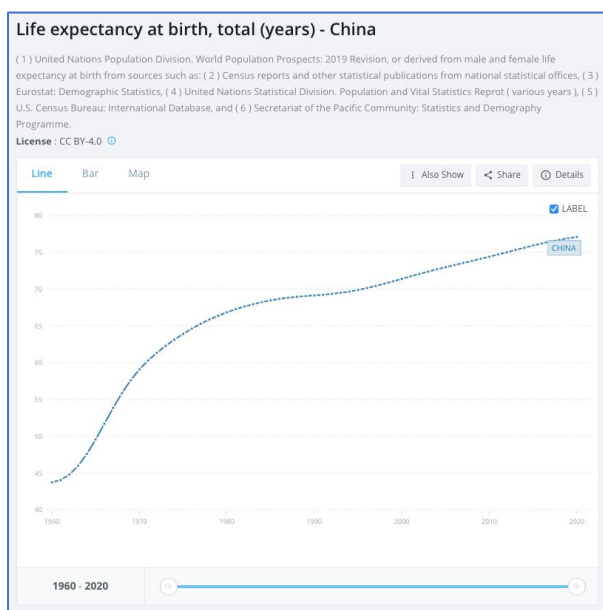 Life expectancy at birth, total (years) - China
( 1 ) United Nations Population Division. World Population Prospects: 2019 Revision, or derived from male and female life
expectancy at birth from sources such as: ( 2 ) Census reports and other statistical publications from national statistical offices, ( 3 )
Eurostat: Demographic Statistics, ( 4 ) United Nations Statistical Division. Population and Vital Statistics Reprot ( various years ), ( 5 )
U.S. Census Bureau: International Database, and ( 6 ) Secretariat of the Pacific Community: Statistics and Demography
Programme.
License : CC BY-4.0
Line Bar Map Also Show Share Details
LABEL
80
CHINA
75
70
65
60
55
50
45
40
1960 1970 1980 1990 2000 2010 2020
1960 - 2020